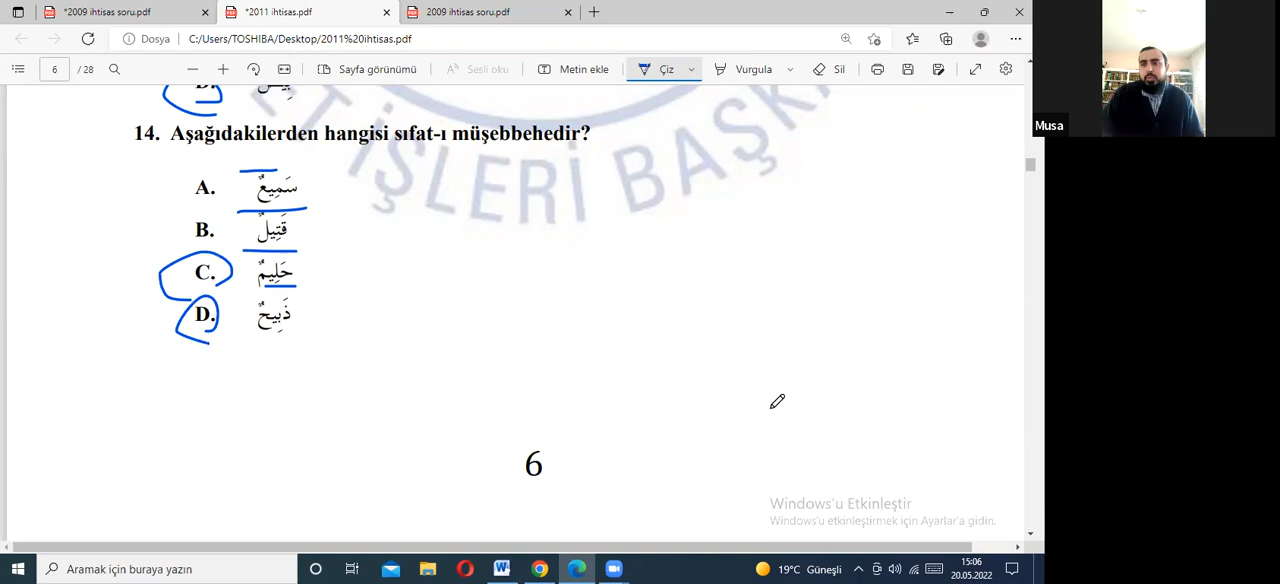 *2009 ihtisas soru.pdf
*2011 ihtisas.pdf
2009 ihtisas soru.pdf
Dosya
C:/Users/TOSHIBA/Desktop/2011%20ihtisas.pdf
6 / 28
Sayfa görünümü
Sesli oku
Metin ekle
Çiz
Vurgula
Sil
Musa
ET İŞLERİ BAŞK
D.
14. Aşağıdakilerden hangisi sıfat-ı müşebbehedir?
A. سَمِيعٌ
B. قَتِيلٌ
C. حَلِيمٌ
D. ذَبِيحٌ
6
Windows'u Etkinleştir
Windows'u etkinleştirmek için Ayarlar'a gidin.
Aramak için buraya yazın
19°C Güneşli
15:06
20.05.2022